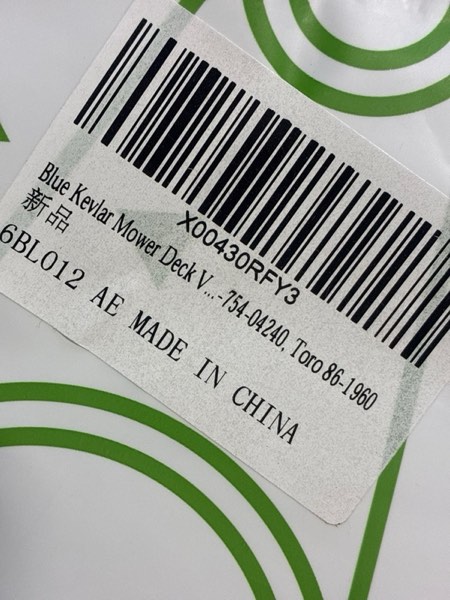 X00430RFY3
Blue Kevlar Mower Deck V...-754-04240, Toro 86-1960
新品
6BL012 AE MADE IN CHINA